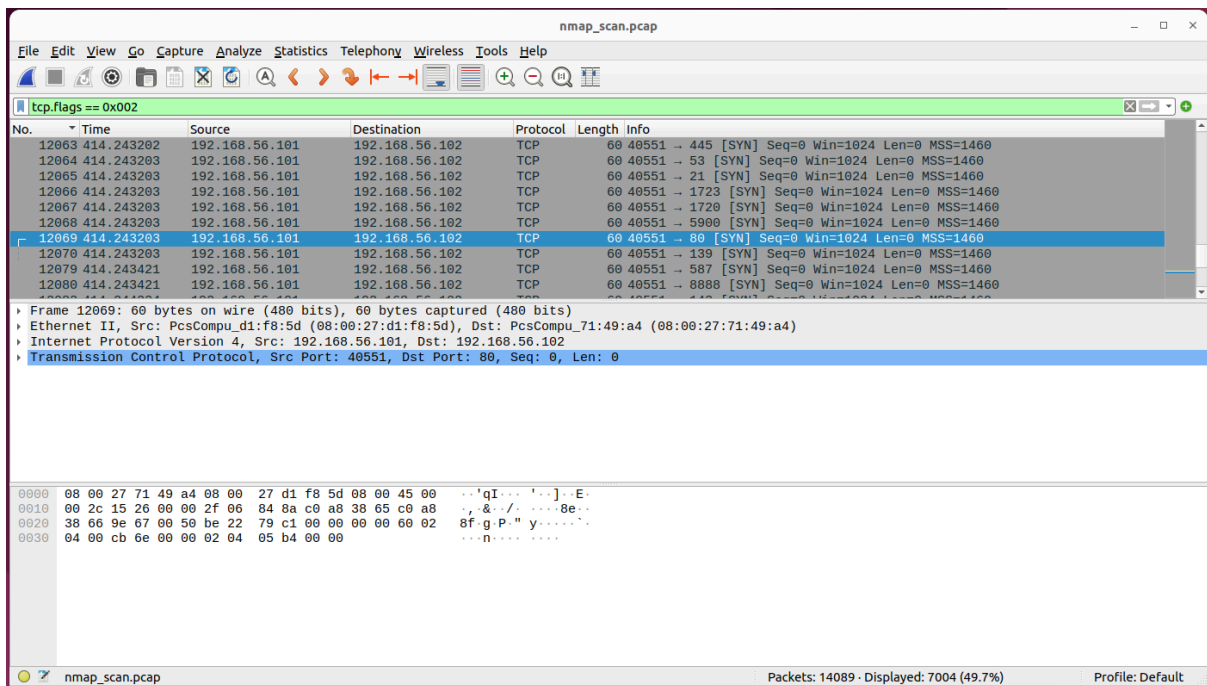 nmap_scan.pcap
File Edit View Go Capture Analyze Statistics Telephony Wireless Tools Help
tcp.flags == 0x002
No. Time Source Destination Protocol Length Info
12063 414.243202 192.168.56.101 192.168.56.102 TCP 60 40551 → 445 [SYN] Seq=0 Win=1024 Len=0 MSS=1460
12064 414.243203 192.168.56.101 192.168.56.102 TCP 60 40551 → 53 [SYN] Seq=0 Win=1024 Len=0 MSS=1460
12065 414.243203 192.168.56.101 192.168.56.102 TCP 60 40551 → 21 [SYN] Seq=0 Win=1024 Len=0 MSS=1460
12066 414.243203 192.168.56.101 192.168.56.102 TCP 60 40551 → 1723 [SYN] Seq=0 Win=1024 Len=0 MSS=1460
12067 414.243203 192.168.56.101 192.168.56.102 TCP 60 40551 → 1720 [SYN] Seq=0 Win=1024 Len=0 MSS=1460
12068 414.243203 192.168.56.101 192.168.56.102 TCP 60 40551 → 5900 [SYN] Seq=0 Win=1024 Len=0 MSS=1460
12069 414.243203 192.168.56.101 192.168.56.102 TCP 60 40551 → 80 [SYN] Seq=0 Win=1024 Len=0 MSS=1460
12070 414.243203 192.168.56.101 192.168.56.102 TCP 60 40551 → 139 [SYN] Seq=0 Win=1024 Len=0 MSS=1460
12079 414.243421 192.168.56.101 192.168.56.102 TCP 60 40551 → 587 [SYN] Seq=0 Win=1024 Len=0 MSS=1460
12080 414.243421 192.168.56.101 192.168.56.102 TCP 60 40551 → 8888 [SYN] Seq=0 Win=1024 Len=0 MSS=1460
Frame 12069: 60 bytes on wire (480 bits), 60 bytes captured (480 bits)
Ethernet II, Src: PcsCompu_d1:f8:5d (08:00:27:d1:f8:5d), Dst: PcsCompu_71:49:a4 (08:00:27:71:49:a4)
Internet Protocol Version 4, Src: 192.168.56.101, Dst: 192.168.56.102
Transmission Control Protocol, Src Port: 40551, Dst Port: 80, Seq: 0, Len: 0
0000 08 00 27 71 49 a4 08 00 27 d1 f8 5d 08 00 45 00 ··'qI··· '··]··E·
0010 00 2c 15 26 00 00 2f 06 84 8a c0 a8 38 65 c0 a8 ·,·&··/· ····8e··
0020 38 66 9e 67 00 50 be 22 79 c1 00 00 00 00 60 02 8f·g·P·" y·····`·
0030 04 00 cb 6e 00 00 02 04 05 b4 00 00 ···n···· ····
nmap_scan.pcap Packets: 14089 · Displayed: 7004 (49.7%) Profile: Default